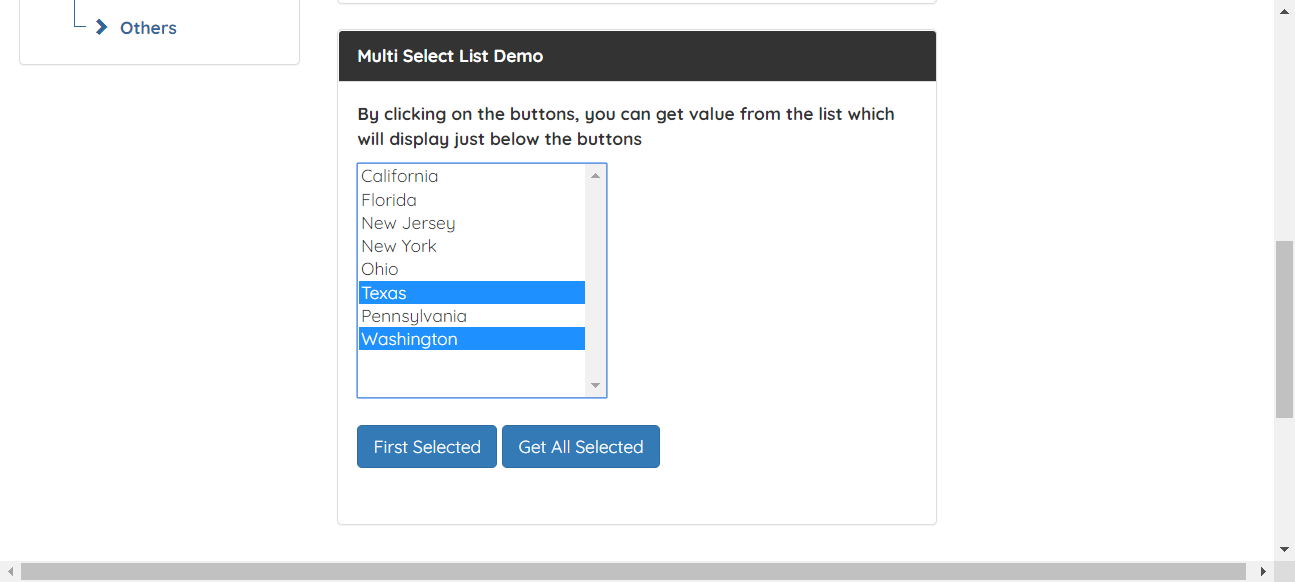 Others
Multi Select List Demo
By clicking on the buttons, you can get value from the list which
will display just below the buttons
California
Florida
New Jersey
New York
Ohio
Texas
Pennsylvania
Washington
First Selected
Get All Selected